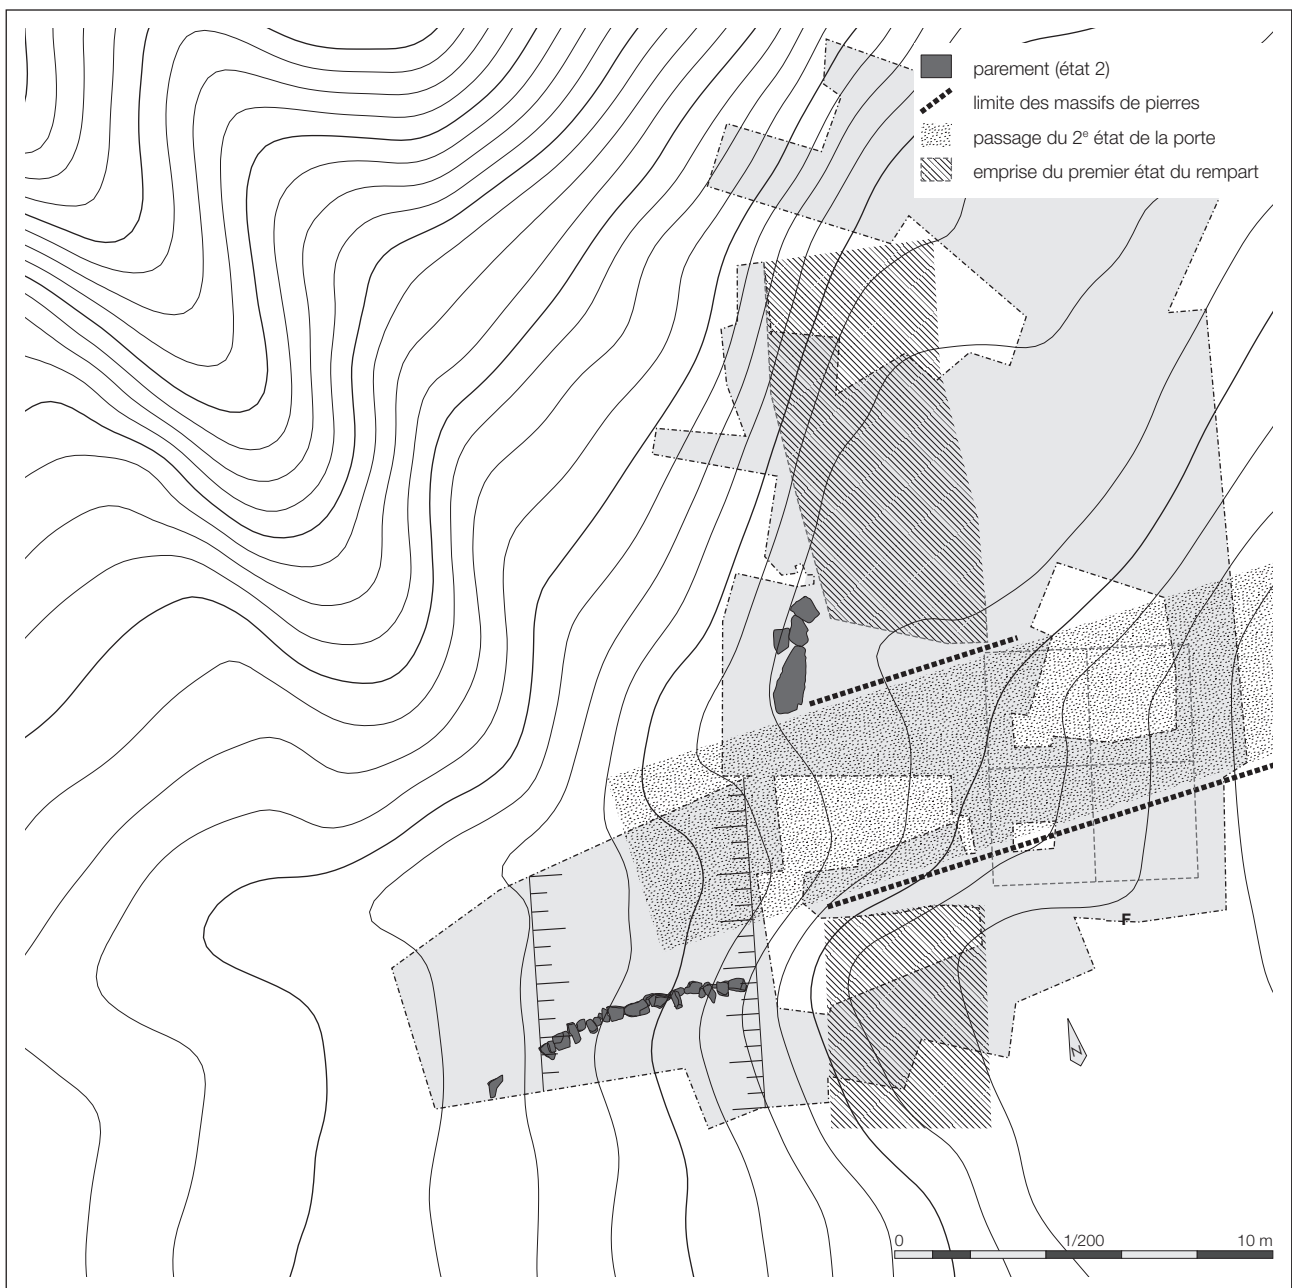 parement (état 2)
limite des massifs de pierres
passage du 2e état de la porte
emprise du premier état du rempart
F
N
0 1/200 10 m